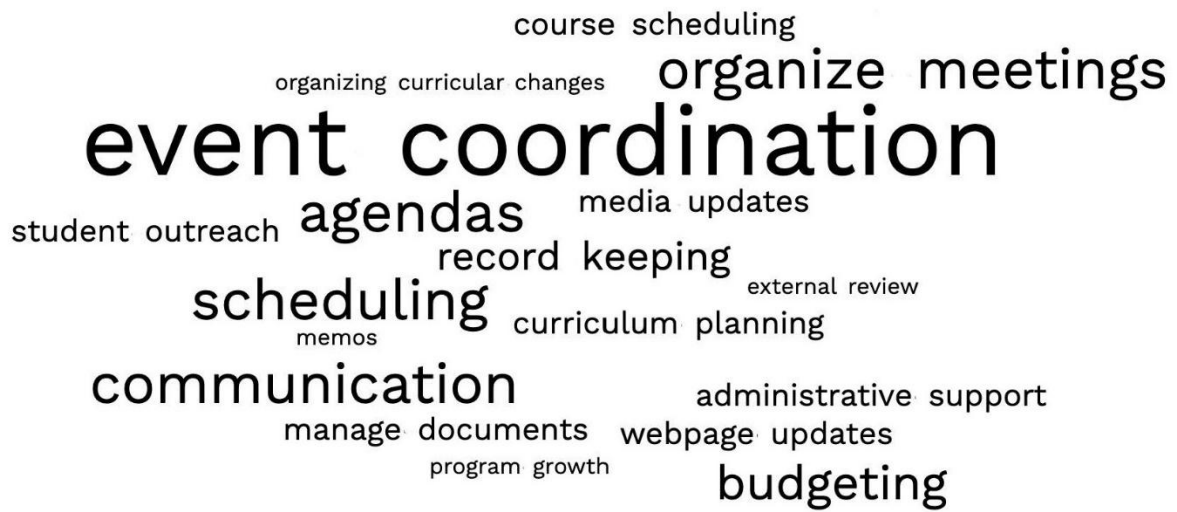 course scheduling
organize meetings
organizing curricular changes
event coordination
media updates
agendas
student outreach
record keeping
external review
scheduling
curriculum planning
memos
communication
administrative support
manage documents
webpage updates
program growth
budgeting